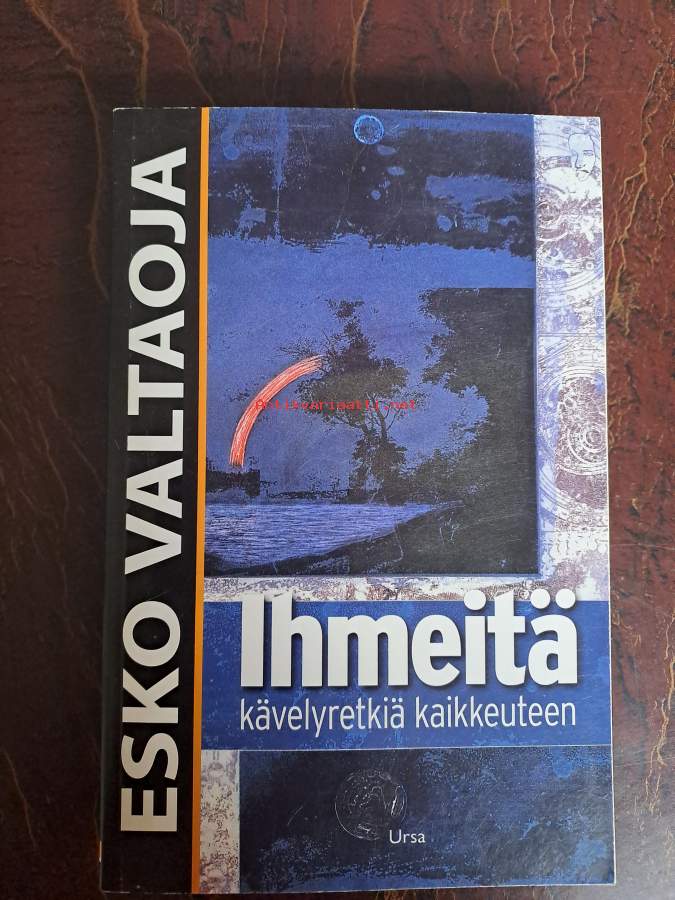 ESKO VALTAOJA
Antikvariaatti.net
Ihmeitä
kävelyretkiä kaikkeuteen
Ursa